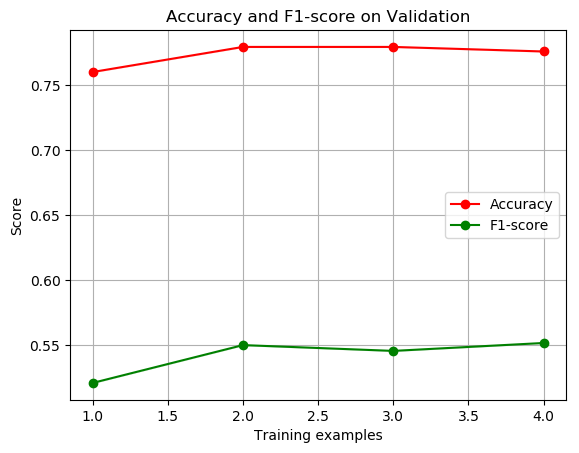 Accuracy and F1-score on Validation
0.75
0.70
0.65
0.60
0.55
Score
Accuracy
F1-score
1.0 1.5 2.0 2.5 3.0 3.5 4.0
Training examples